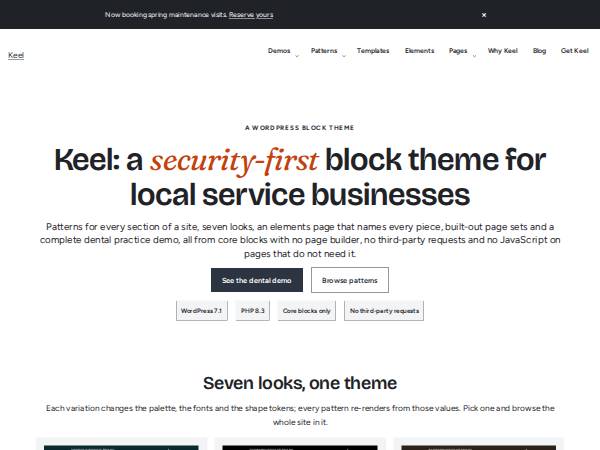 Now booking spring maintenance visits. Reserve yours ×
Keel
Demos Patterns Templates Elements Pages Why Keel Blog Get Keel
A WORDPRESS BLOCK THEME
Keel: a security-first block theme for
local service businesses
Patterns for every section of a site, seven looks, an elements page that names every piece, built-out page sets and a
complete dental practice demo, all from core blocks with no page builder, no third-party requests and no JavaScript on
pages that do not need it.
See the dental demo Browse patterns
WordPress 7.1 PHP 8.3 Core blocks only No third-party requests
Seven looks, one theme
Each variation changes the palette, the fonts and the shape tokens; every pattern re-renders from those values. Pick one and browse the
whole site in it.